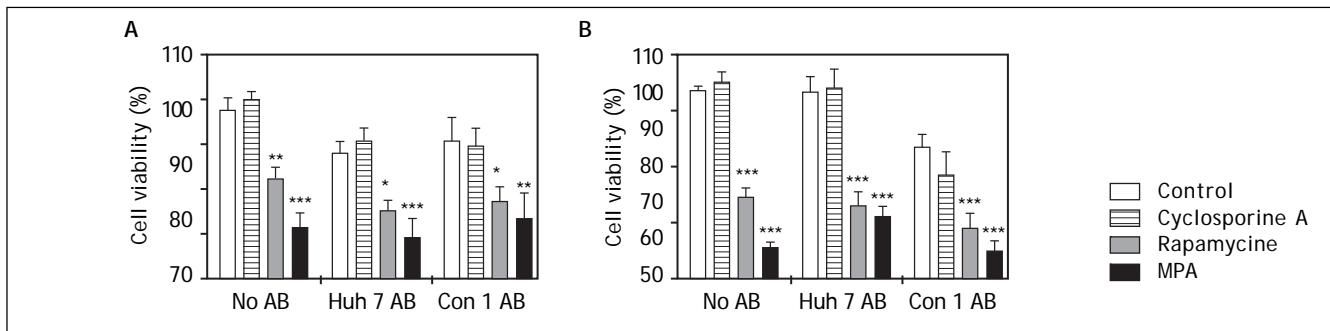 A
110
100
90
80
70
Cell viability (%)
**
***
*
***
*
**
No AB
Huh 7 AB
Con 1 AB
B
110
100
90
80
70
60
50
Cell viability (%)
***
***
***
***
***
***
No AB
Huh 7 AB
Con 1 AB
Control
Cyclosporine A
Rapamycine
MPA